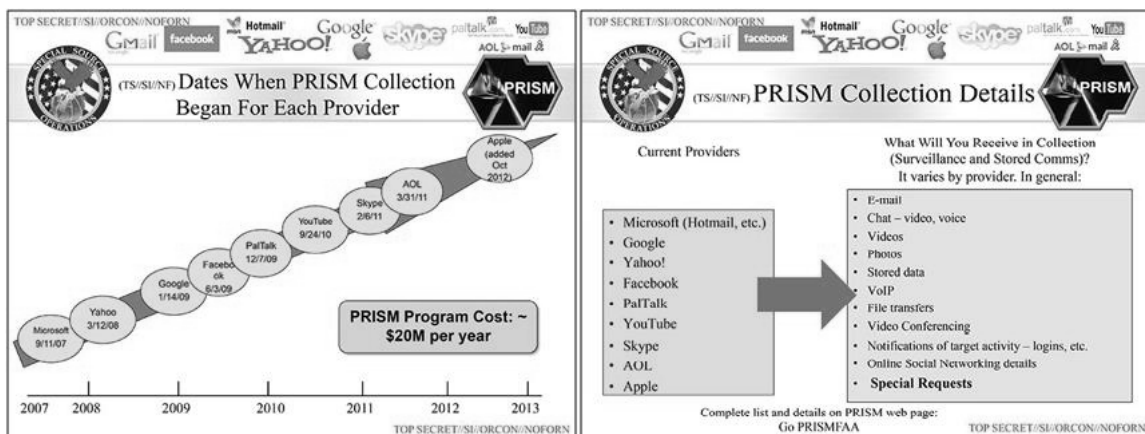 TOP SECRET//SI//ORCON//NOFORN
Hotmail
Google
paltalk.com
YouTube
GMail
facebook
YAHOO!
skype
AOL mail
SPECIAL SOURCE
OPERATIONS
PRISM
(TS//SI//NF) Dates When PRISM Collection
Began For Each Provider
Microsoft
9/11/07
Yahoo
3/12/08
Google
1/14/09
Facebo
ok
6/3/09
PalTalk
12/7/09
YouTube
9/24/10
Skype
2/6/11
AOL
3/31/11
Apple
(added
Oct
2012)
PRISM Program Cost: ~
$20M per year
2007 2008 2009 2010 2011 2012 2013
TOP SECRET//SI//ORCON//NOFORN
TOP SECRET//SI//ORCON//NOFORN
Hotmail
Google
paltalk.com
YouTube
GMail
facebook
YAHOO!
skype
AOL mail
SPECIAL SOURCE
OPERATIONS
PRISM
(TS//SI//NF) PRISM Collection Details
Current Providers
• Microsoft (Hotmail, etc.)
• Google
• Yahoo!
• Facebook
• PalTalk
• YouTube
• Skype
• AOL
• Apple
What Will You Receive in Collection
(Surveillance and Stored Comms)?
It varies by provider. In general:
• E-mail
• Chat – video, voice
• Videos
• Photos
• Stored data
• VoIP
• File transfers
• Video Conferencing
• Notifications of target activity – logins, etc.
• Online Social Networking details
• Special Requests
Complete list and details on PRISM web page:
Go PRISMFAA
TOP SECRET//SI//ORCON//NOFORN